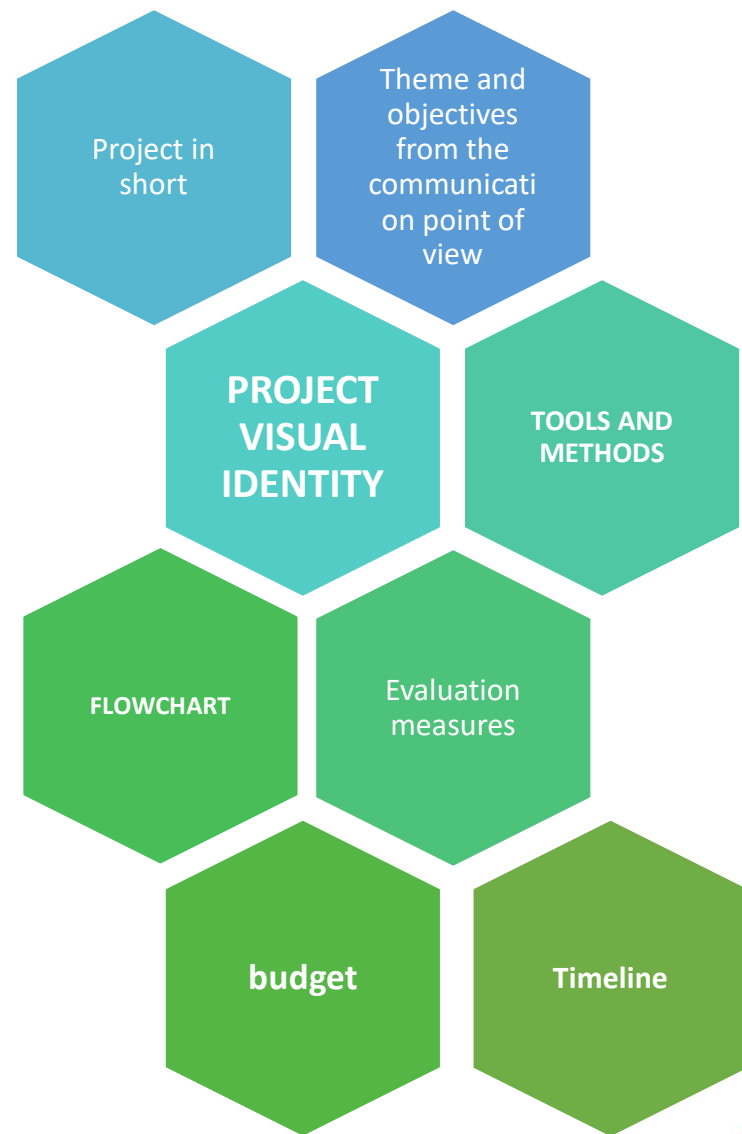 Project in
short
Theme and
objectives
from the
communicati
on point of
view
PROJECT
VISUAL
IDENTITY
TOOLS AND
METHODS
FLOWCHART
Evaluation
measures
budget
Timeline